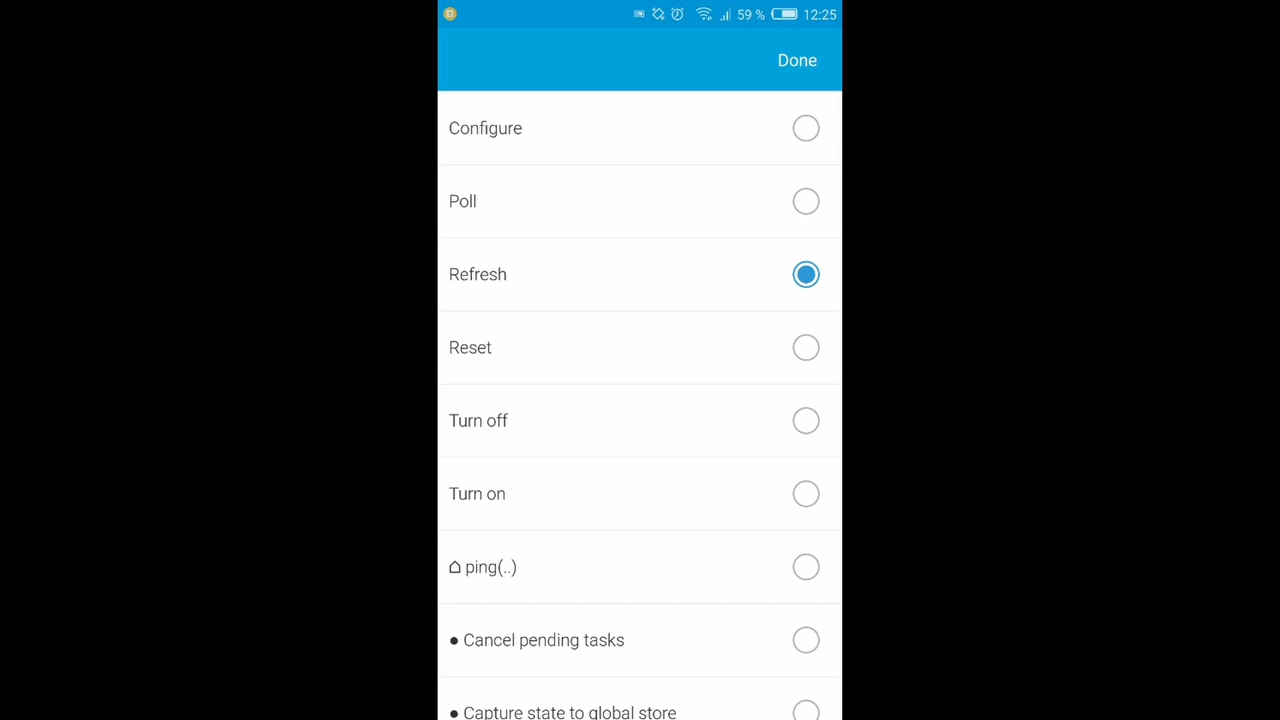 59 % 12:25
Done
Configure
Poll
Refresh
Reset
Turn off
Turn on
ping(..)
● Cancel pending tasks
● Capture state to global store